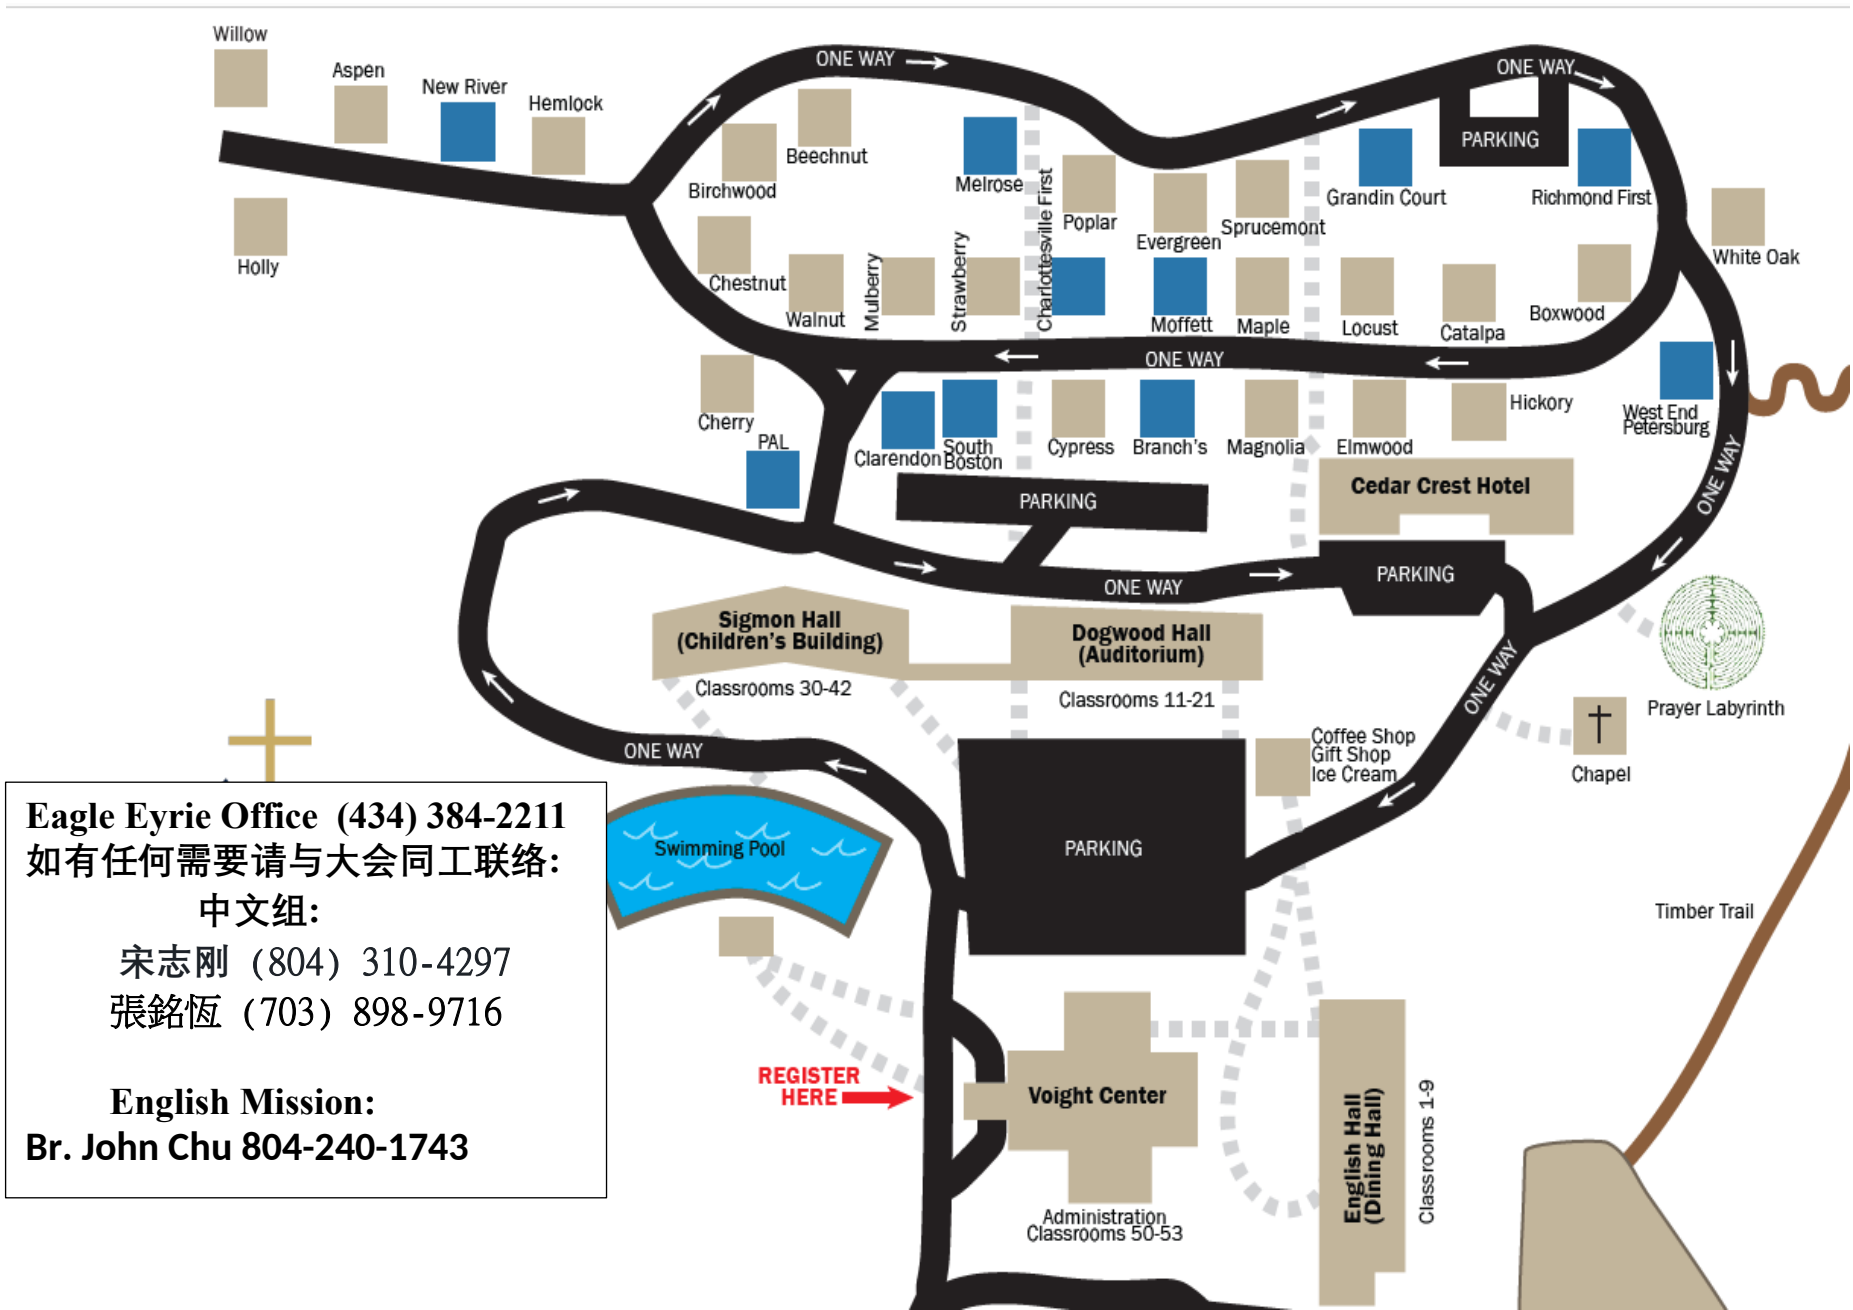 Willow
Aspen
New River
Hemlock
Holly
ONE WAY
ONE WAY
PARKING
Beechnut
Birchwood
Melrose
Charlottesville First
Poplar
Evergreen
Sprucemont
Grandin Court
Richmond First
White Oak
Chestnut
Walnut
Mulberry
Strawberry
Moffett
Maple
Locust
Catalpa
Boxwood
ONE WAY
Cherry
PAL
Clarendon
South
Boston
Cypress
Branch's
Magnolia
Elmwood
Hickory
West End
Petersburg
ONE WAY
PARKING
Cedar Crest Hotel
PARKING
ONE WAY
Sigmon Hall
(Children's Building)
Classrooms 30-42
Dogwood Hall
(Auditorium)
Classrooms 11-21
ONE WAY
Prayer Labyrinth
Chapel
Coffee Shop
Gift Shop
Ice Cream
ONE WAY
Swimming Pool
PARKING
Timber Trail
Eagle Eyrie Office (434) 384-2211
如有任何需要请与大会同工联络:
中文组:
宋志刚 (804) 310-4297
張銘恆 (703) 898-9716
English Mission:
Br. John Chu 804-240-1743
REGISTER
HERE
Voight Center
Administration
Classrooms 50-53
English Hall
(Dining Hall)
Classrooms 1-9